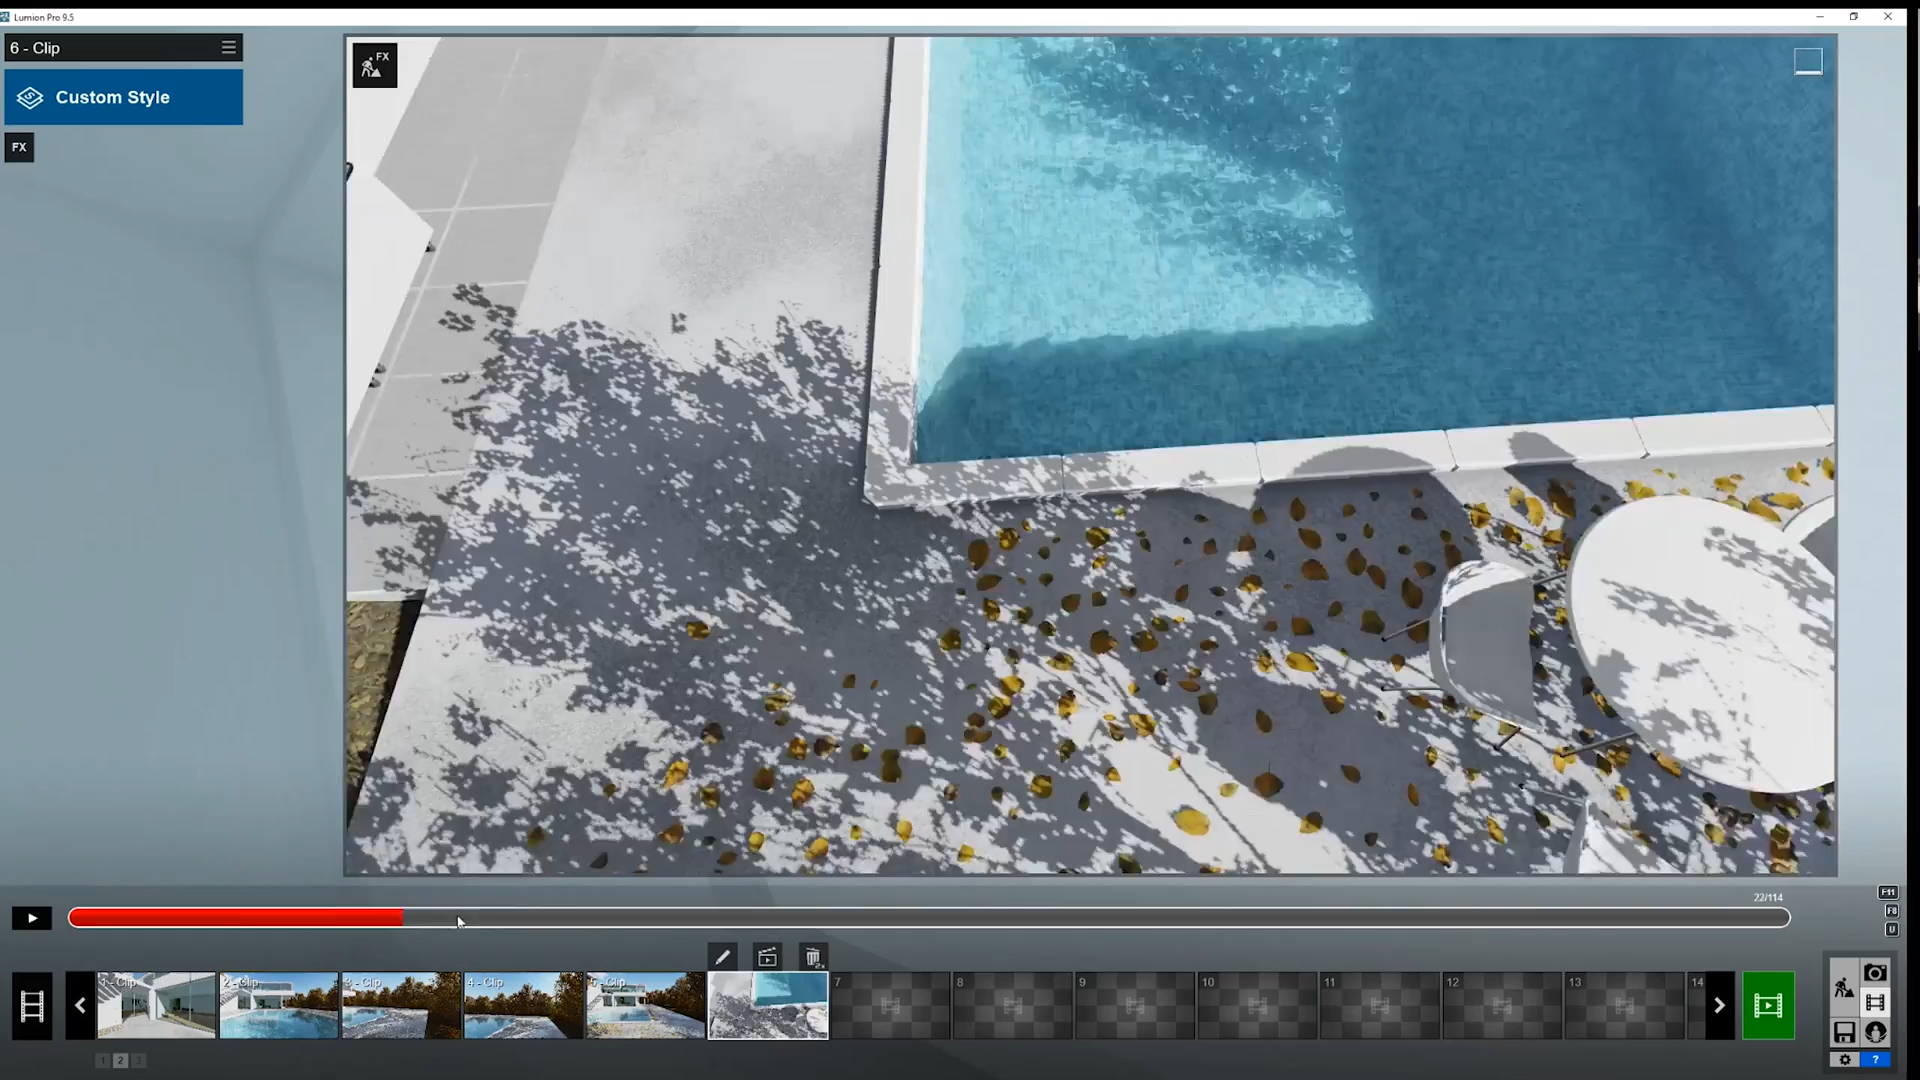 Lumion Pro 9.5
6 - Clip
FX
Custom Style
FX
22/114
F11
F8
U
1 - Clip
2 - Clip
3 - Clip
4 - Clip
5 - Clip
7
8
9
10
11
12
13
14
1
2
3
?